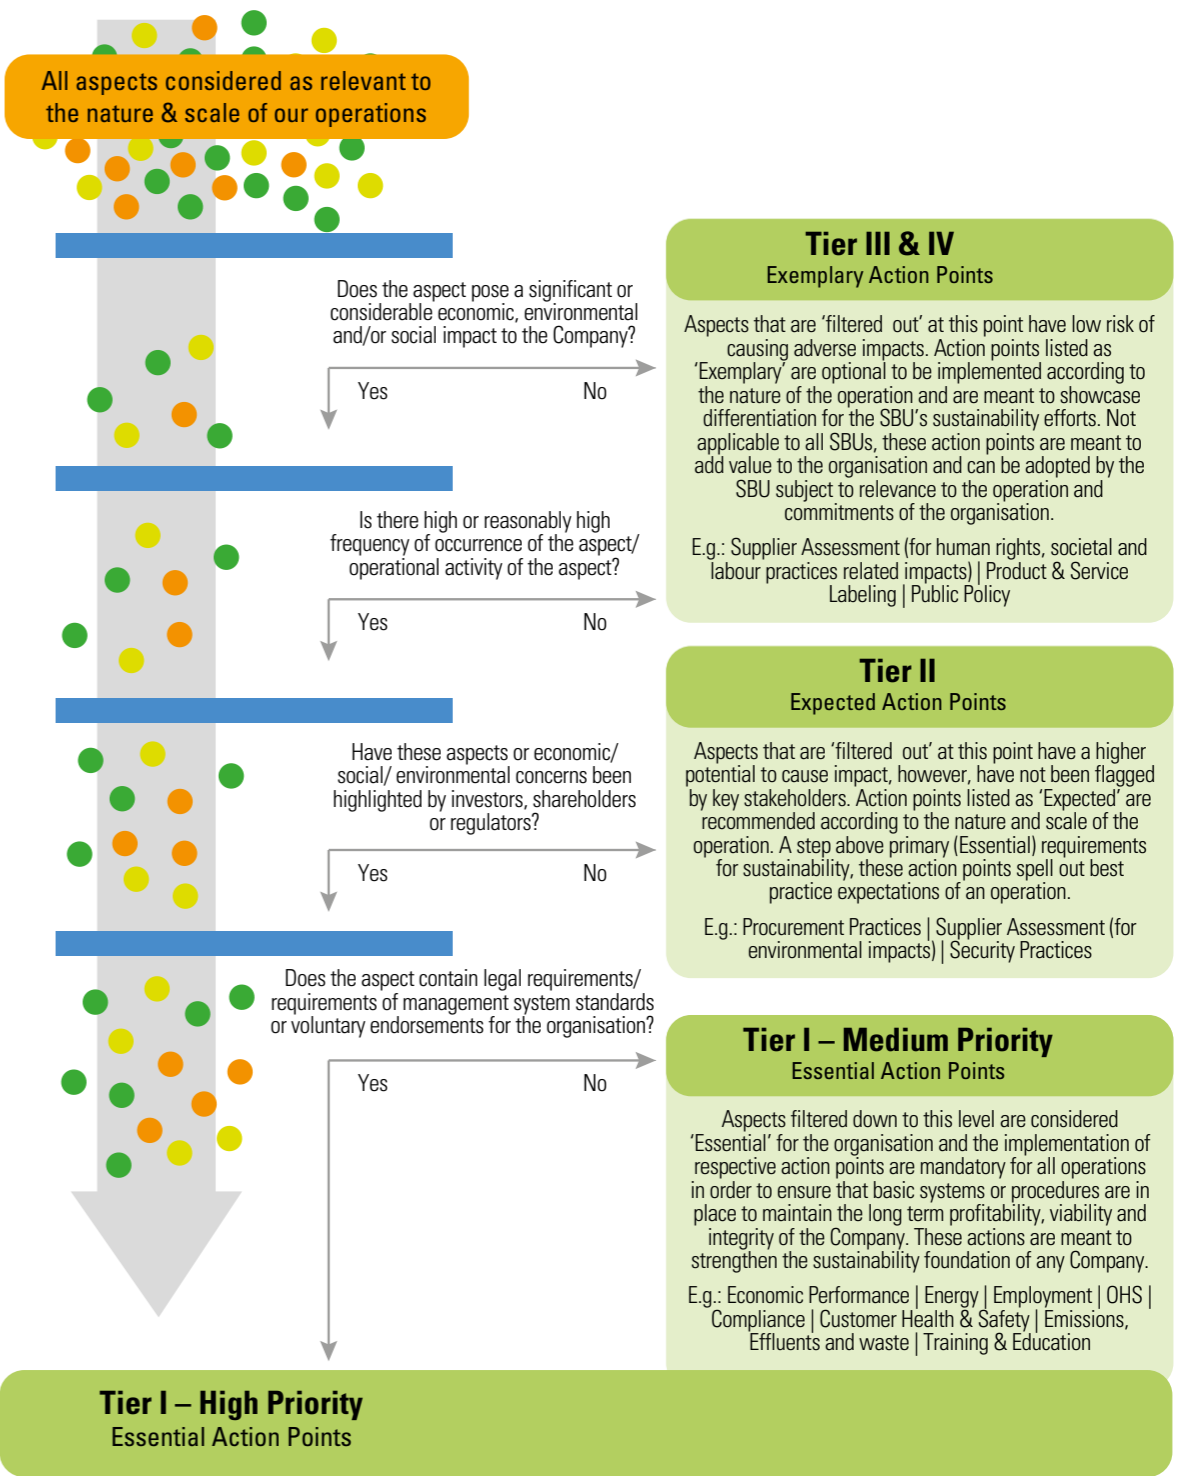 All aspects considered as relevant to
the nature & scale of our operations
Does the aspect pose a significant or
considerable economic, environmental
and/or social impact to the Company?
Yes
No
Tier III & IV
Exemplary Action Points
Aspects that are ‘filtered out’ at this point have low risk of
causing adverse impacts. Action points listed as
‘Exemplary’ are optional to be implemented according to
the nature of the operation and are meant to showcase
differentiation for the SBU’s sustainability efforts. Not
applicable to all SBUs, these action points are meant to
add value to the organisation and can be adopted by the
SBU subject to relevance to the operation and
commitments of the organisation.
E.g.: Supplier Assessment (for human rights, societal and
labour practices related impacts) | Product & Service
Labeling | Public Policy
Is there high or reasonably high
frequency of occurrence of the aspect/
operational activity of the aspect?
Yes
No
Tier II
Expected Action Points
Aspects that are ‘filtered out’ at this point have a higher
potential to cause impact, however, have not been flagged
by key stakeholders. Action points listed as ‘Expected’ are
recommended according to the nature and scale of the
operation. A step above primary (Essential) requirements
for sustainability, these action points spell out best
practice expectations of an operation.
E.g.: Procurement Practices | Supplier Assessment (for
environmental impacts) | Security Practices
Have these aspects or economic/
social/ environmental concerns been
highlighted by investors, shareholders
or regulators?
Yes
No
Does the aspect contain legal requirements/
requirements of management system standards
or voluntary endorsements for the organisation?
Yes
No
Tier I – Medium Priority
Essential Action Points
Aspects filtered down to this level are considered
‘Essential’ for the organisation and the implementation of
respective action points are mandatory for all operations
in order to ensure that basic systems or procedures are in
place to maintain the long term profitability, viability and
integrity of the Company. These actions are meant to
strengthen the sustainability foundation of any Company.
E.g.: Economic Performance | Energy | Employment | OHS |
Compliance | Customer Health & Safety | Emissions,
Effluents and waste | Training & Education
Tier I – High Priority
Essential Action Points